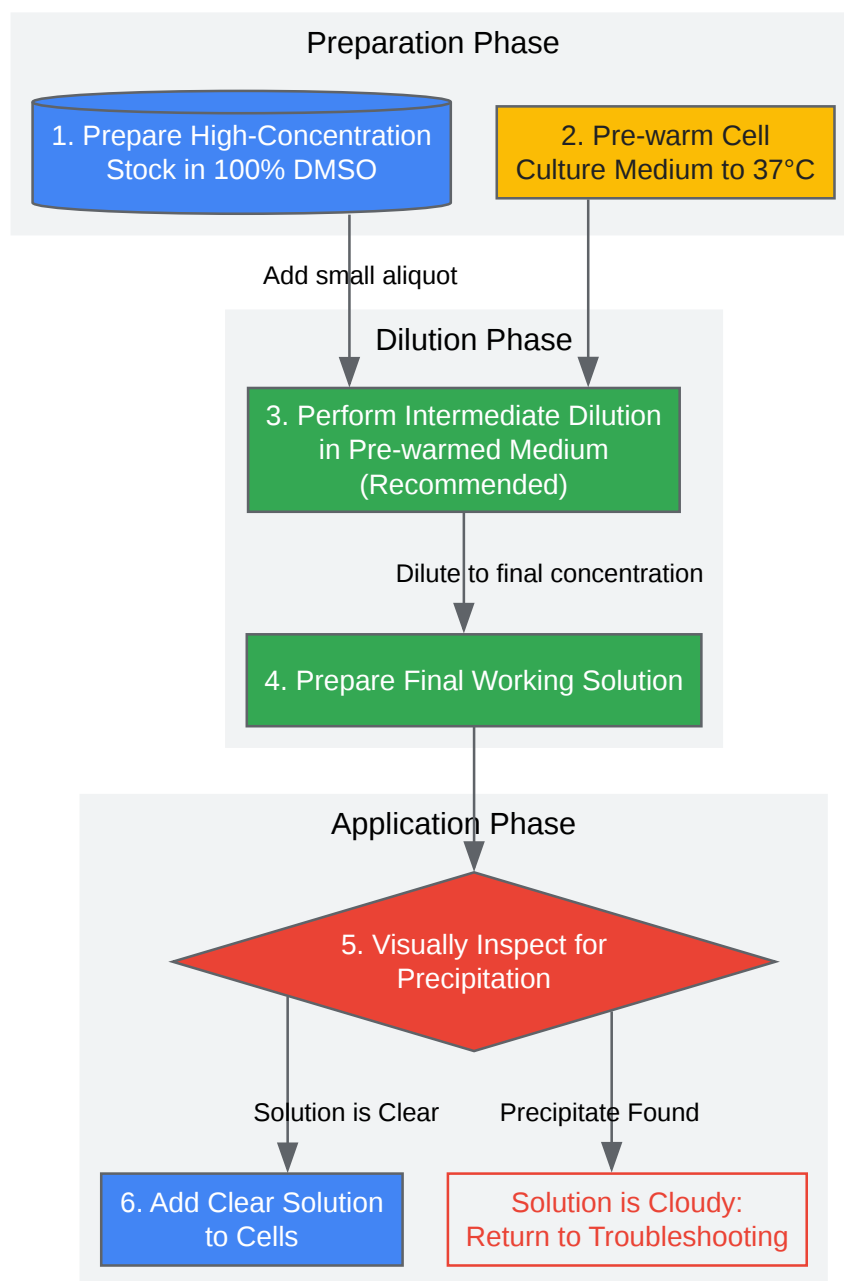 Preparation Phase
1. Prepare High-Concentration
Stock in 100% DMSO
2. Pre-warm Cell
Culture Medium to 37°C
Add small aliquot
Dilution Phase
3. Perform Intermediate Dilution
in Pre-warmed Medium
(Recommended)
Dilute to final concentration
4. Prepare Final Working Solution
Application Phase
5. Visually Inspect for
Precipitation
Solution is Clear
Precipitate Found
6. Add Clear Solution
to Cells
Solution is Cloudy:
Return to Troubleshooting